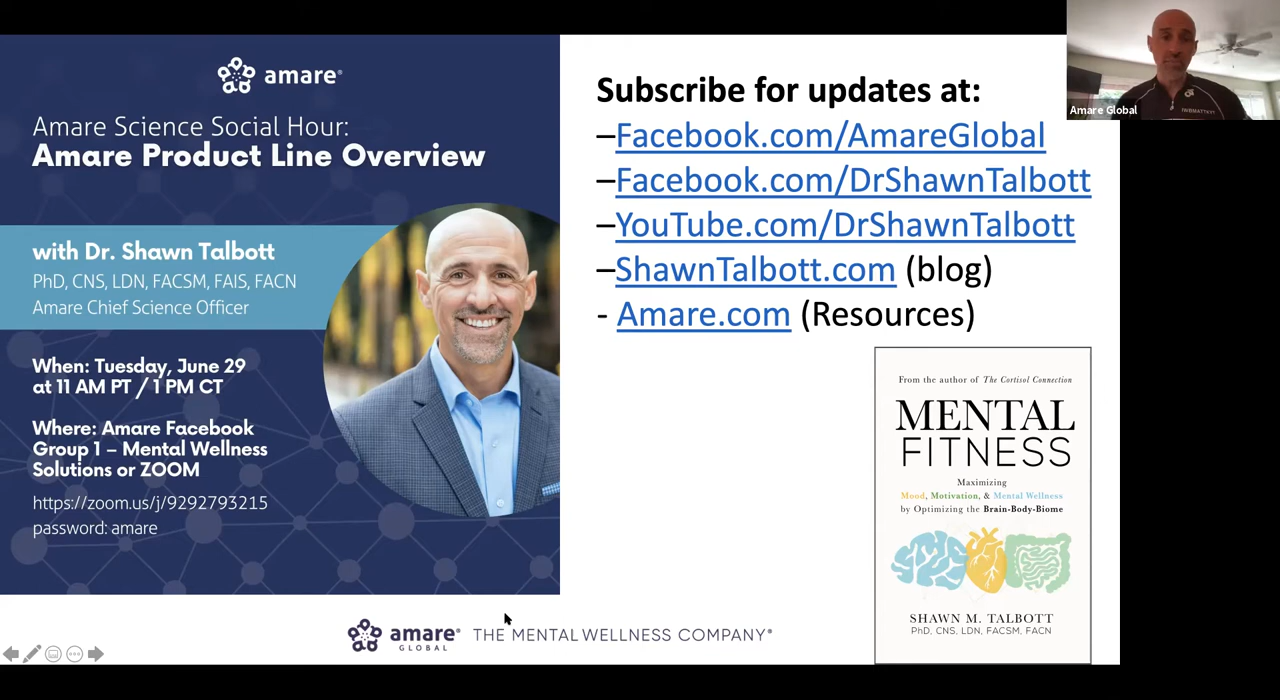 amare®
Amare Science Social Hour:
Amare Product Line Overview
with Dr. Shawn Talbott
PhD, CNS, LDN, FACSM, FAIS, FACN
Amare Chief Science Officer
When: Tuesday, June 29
at 11 AM PT / 1 PM CT
Where: Amare Facebook
Group 1 – Mental Wellness
Solutions or ZOOM
https://zoom.us/j/9292793215
password: amare
Subscribe for updates at:
–Facebook.com/AmareGlobal
–Facebook.com/DrShawnTalbott
–YouTube.com/DrShawnTalbott
–ShawnTalbott.com (blog)
- Amare.com (Resources)
Amare Global
From the author of The Cortisol Connection
MENTAL
FITNESS
Maximizing
Mood, Motivation, & Mental Wellness
by Optimizing the Brain-Body-Biome
SHAWN M. TALBOTT
PhD, CNS, LDN, FACSM, FACN
amare® THE MENTAL WELLNESS COMPANY®
GLOBAL